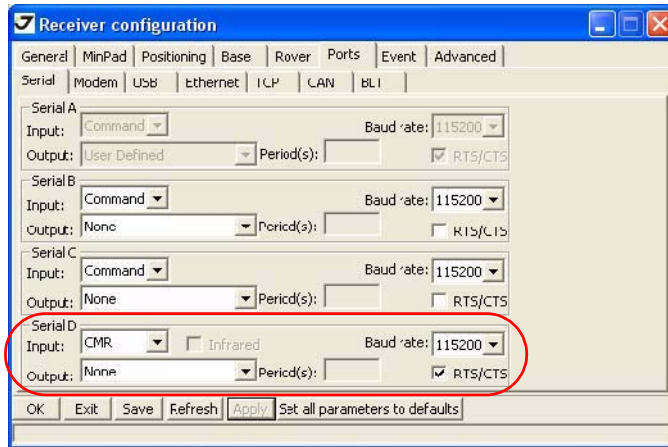 Receiver configuration
General MinPad Positioning Base Rover Ports Event Advanced
Serial Modem USB Ethernet TCP CAN BLT
Serial A
Input: Command Baud rate: 115200
Output: User Defined Period(s): RTS/CTS
Serial B
Input: Command Baud rate: 115200
Output: None Period(s): RTS/CTS
Serial C
Input: Command Baud rate: 115200
Output: None Period(s): RTS/CTS
Serial D
Input: CMR Infrared Baud rate: 115200
Output: None Period(s): RTS/CTS
OK Exit Save Refresh Apply Set all parameters to defaults